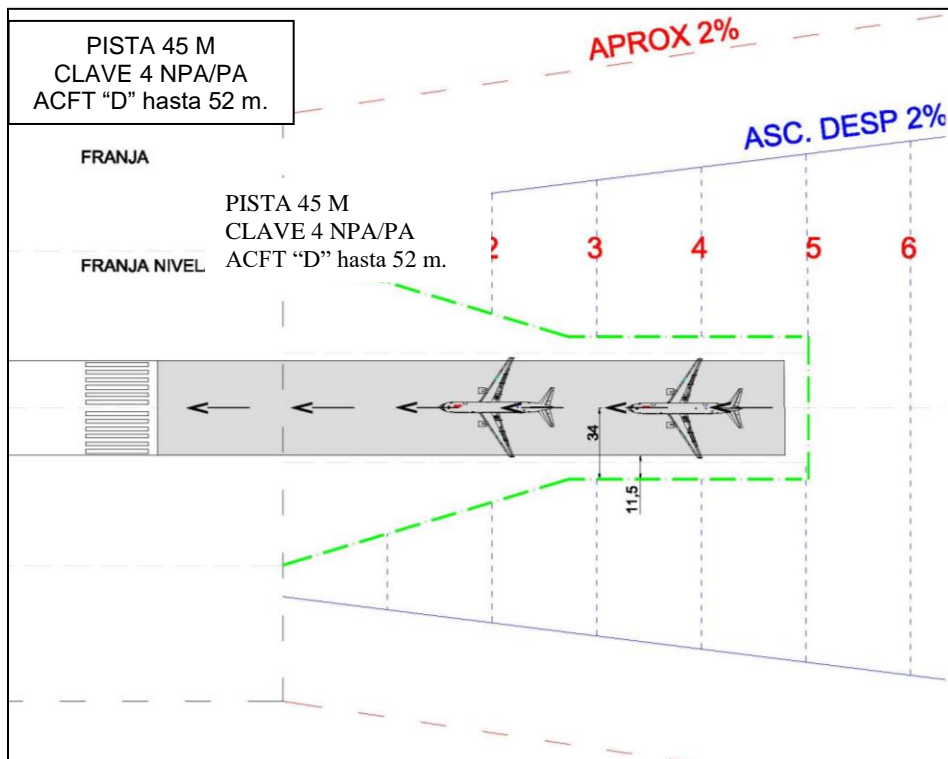 PISTA 45 M
CLAVE 4 NPA/PA
ACFT “D” hasta 52 m.
APROX 2%
ASC. DESP 2%
FRANJA
PISTA 45 M
CLAVE 4 NPA/PA
ACFT “D” hasta 52 m.
FRANJA NIVEL
2 3 4 5 6
34
11,5